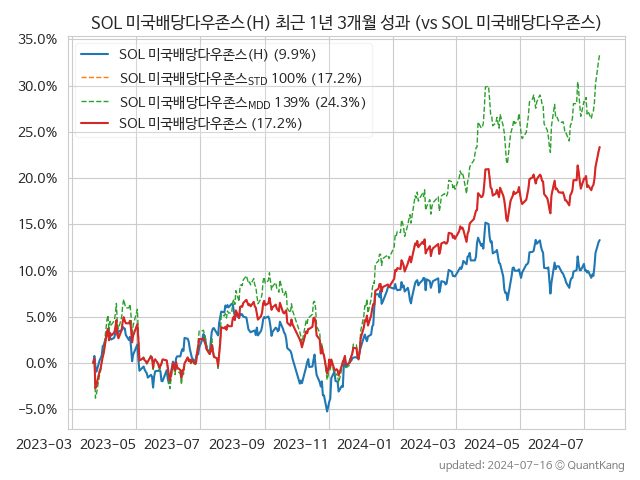 SOL 미국배당다우존스(H) 최근 1년 3개월 성과 (vs SOL 미국배당다우존스)
35.0%
30.0%
25.0%
20.0%
15.0%
10.0%
5.0%
0.0%
−5.0%
SOL 미국배당다우존스(H) (9.9%)
SOL 미국배당다우존스STD 100% (17.2%)
SOL 미국배당다우존스MDD 139% (24.3%)
SOL 미국배당다우존스 (17.2%)
2023-03 2023-05 2023-07 2023-09 2023-11 2024-01 2024-03 2024-05 2024-07
updated: 2024-07-16 © QuantKang